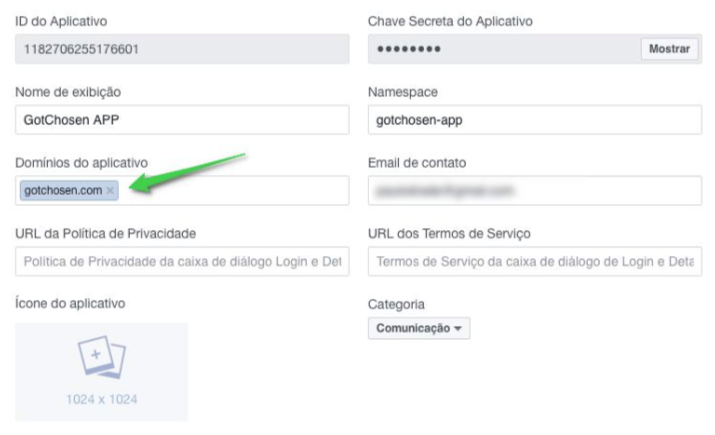 ID do Aplicativo
Chave Secreta do Aplicativo
1182706255176601
●●●●●●●●
Mostrar
Nome de exibição
Namespace
GotChosen APP
gotchosen-app
Domínios do aplicativo
Email de contato
gotchosen.com ×
URL da Política de Privacidade
URL dos Termos de Serviço
Política de Privacidade da caixa de diálogo Login e Det
Termos de Serviço da caixa de diálogo de Login e Deta
Ícone do aplicativo
Categoria
Comunicação
1024 x 1024